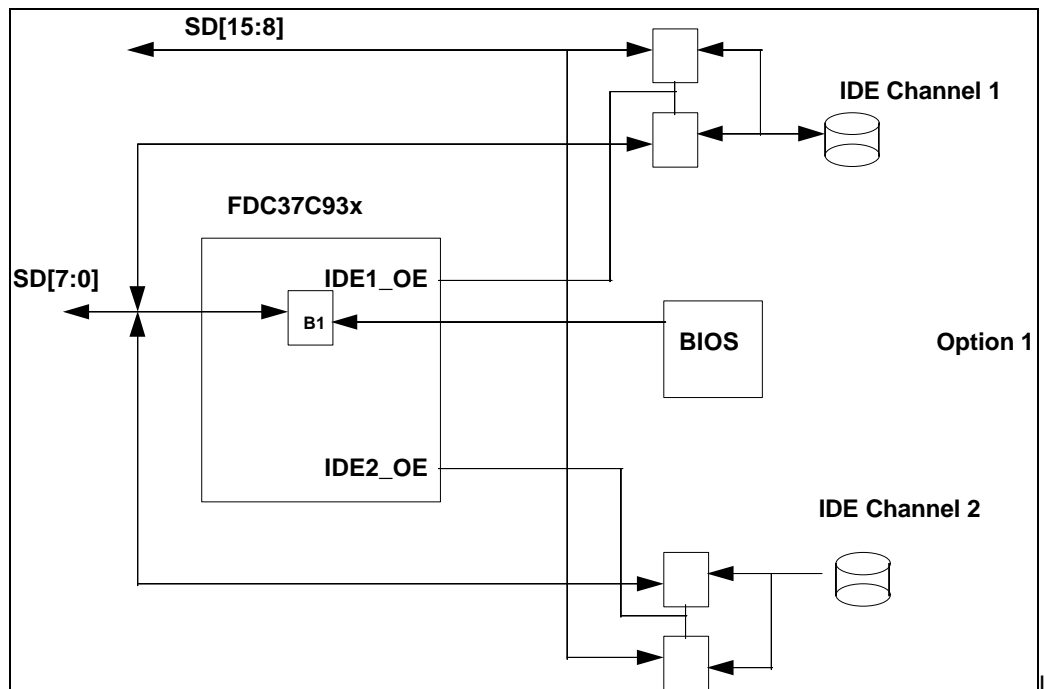 SD[15:8]
IDE Channel 1
FDC37C93x
SD[7:0]
IDE1_OE
B1
BIOS
Option 1
IDE2_OE
IDE Channel 2